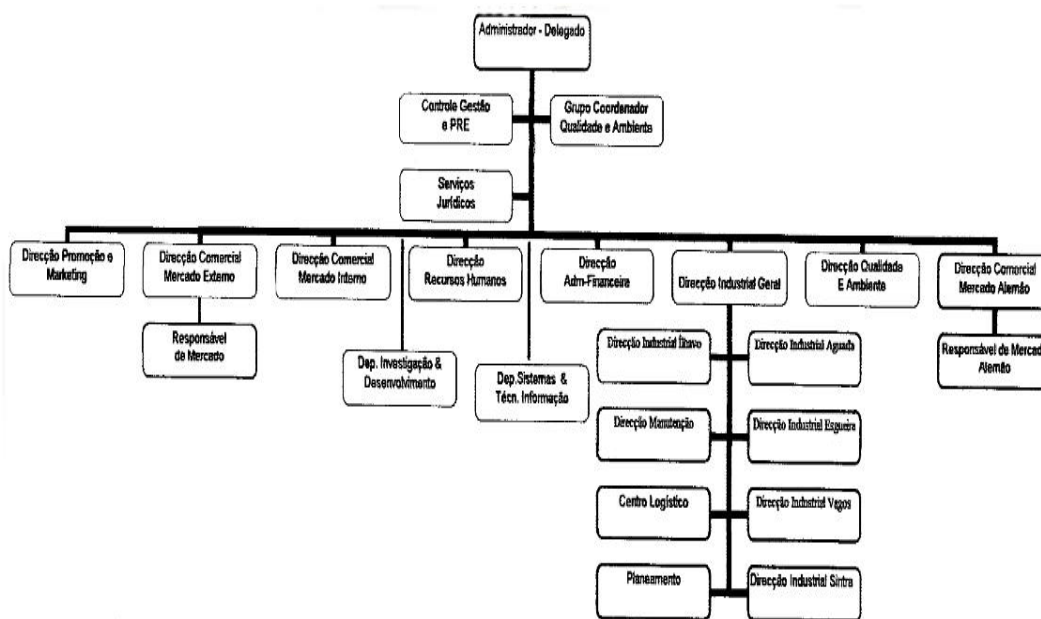 Administrador - Delegado
Controle Gestão
e PRE
Grupo Coordenador
Qualidade e Ambiente
Serviços
Jurídicos
Direcção Promoção e
Marketing
Direcção Comercial
Mercado Externo
Direcção Comercial
Mercado Interno
Direcção
Recursos Humanos
Direcção
Adm-Financeira
Direcção Industrial Geral
Direcção Qualidade
E Ambiente
Direcção Comercial
Mercado Alemão
Responsável
de Mercado
Dep. Investigação &
Desenvolvimento
Dep.Sistemas &
Técn. Informação
Direcção Industrial Ílhavo
Direcção Industrial Agueda
Responsável de Mercado
Alemão
Direcção Manutenção
Direcção Industrial Esgueira
Centro Logístico
Direcção Industrial Vagos
Planeamento
Direcção Industrial Sintra